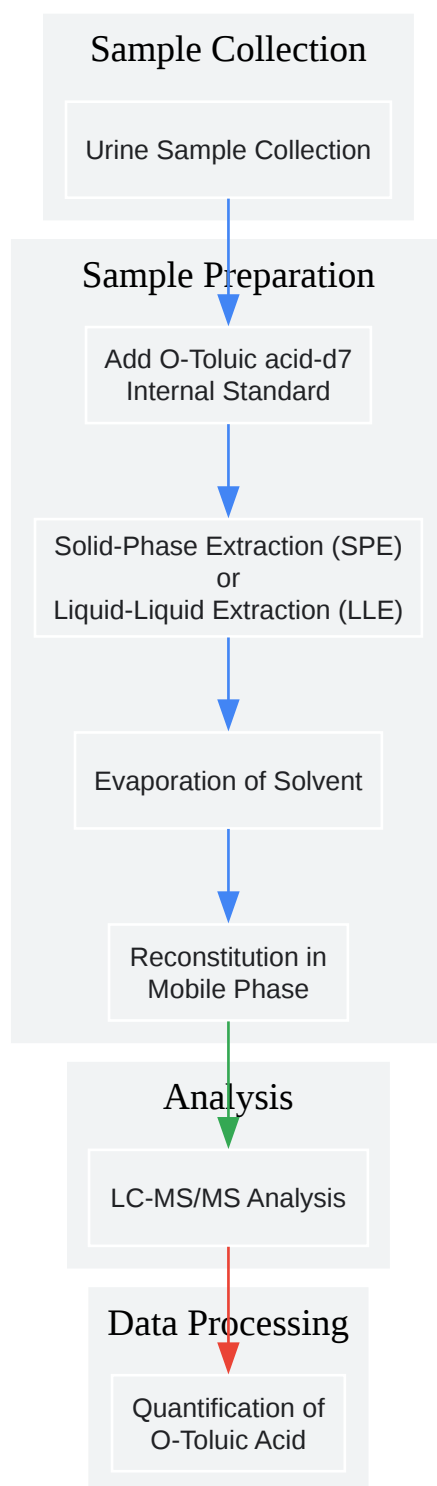 Sample Collection
Urine Sample Collection
Sample Preparation
Add O-Toluic acid-d7
Internal Standard
Solid-Phase Extraction (SPE)
or
Liquid-Liquid Extraction (LLE)
Evaporation of Solvent
Reconstitution in
Mobile Phase
Analysis
LC-MS/MS Analysis
Data Processing
Quantification of
O-Toluic Acid